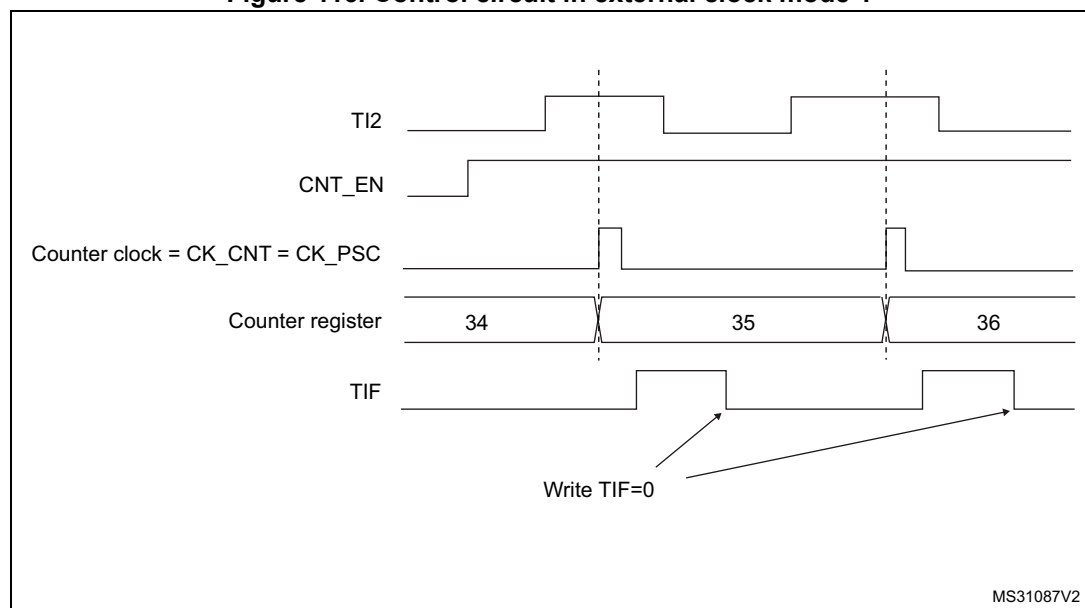 Figure 116. Control circuit in external clock mode 1
TI2
CNT_EN
Counter clock = CK_CNT = CK_PSC
Counter register
34
35
36
TIF
Write TIF=0
MS31087V2